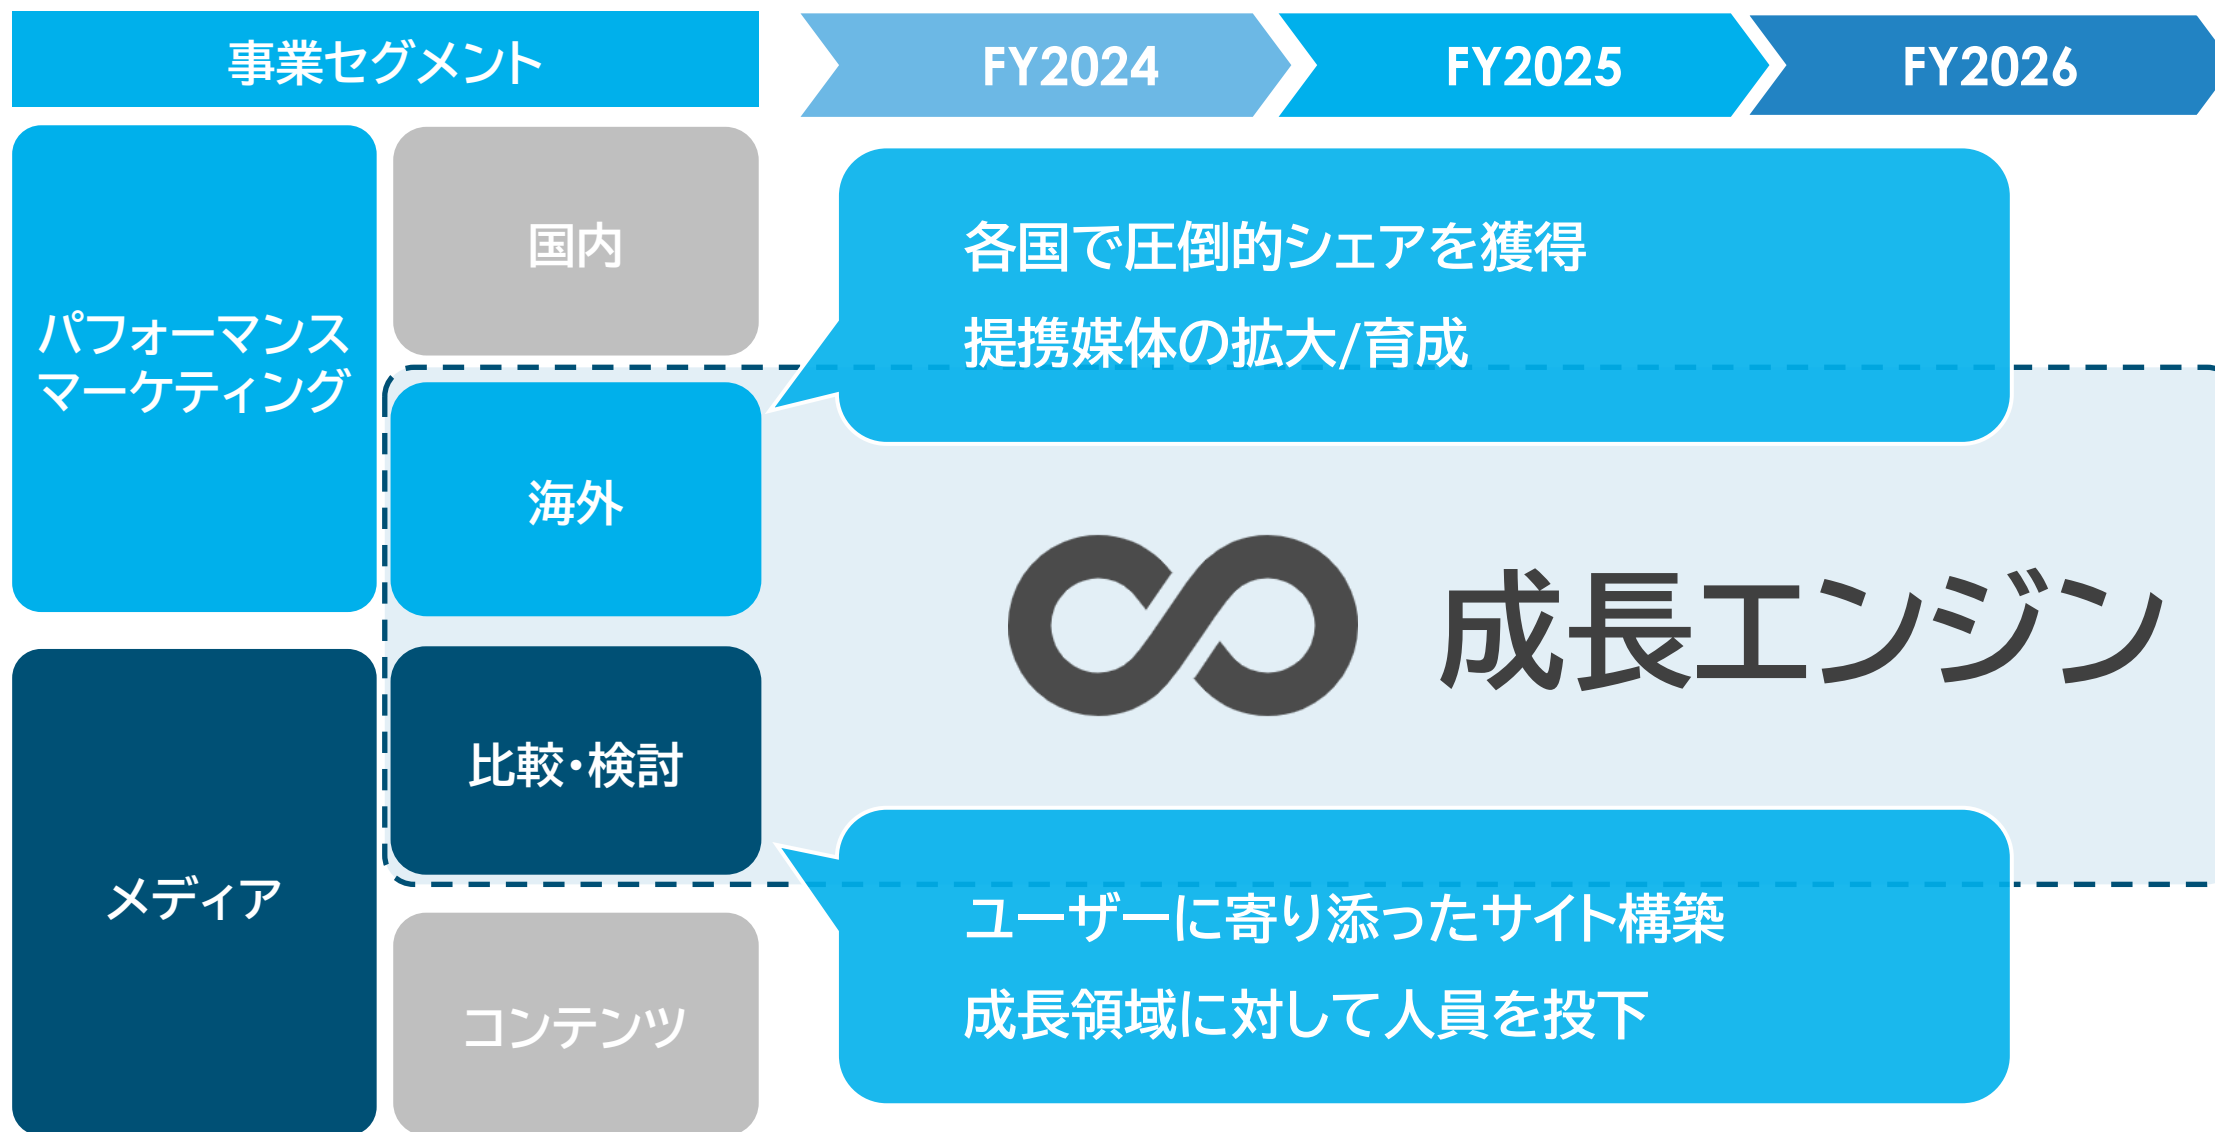 事業セグメント
FY2024
FY2025
FY2026
パフォーマンス
マーケティング
国内
海外
各国で圧倒的シェアを獲得
提携媒体の拡大/育成
成長エンジン
メディア
比較・検討
コンテンツ
ユーザーに寄り添ったサイト構築
成長領域に対して人員を投下